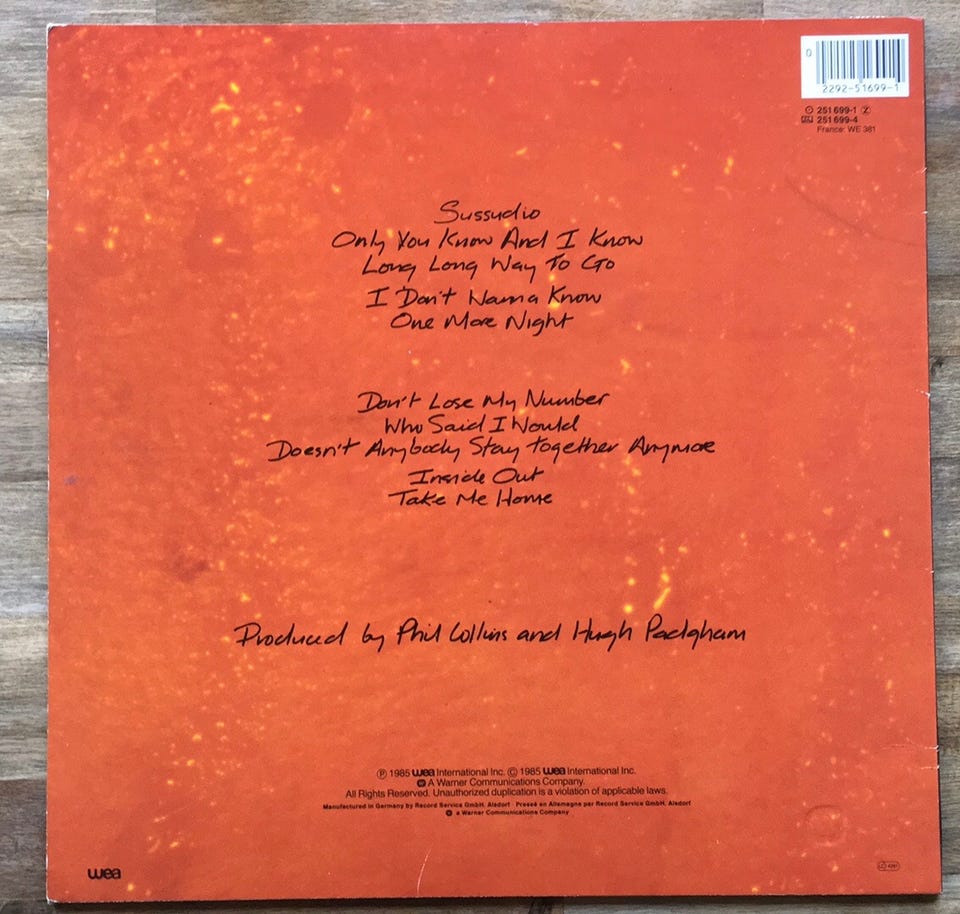 0
2292-51699-1
251 699-1 Z
251 699-4
France: WE 381
Sussudio
Only You Know And I Know
Long Long Way To Go
I Don't Wanna Know
One More Night
Don't Lose My Number
Who Said I Would
Doesn't Anybody Stay Together Anymore
Inside Out
Take Me Home
Produced by Phil Collins and Hugh Padgham
Ⓟ 1985 wea International Inc. © 1985 wea International Inc.
A Warner Communications Company.
All Rights Reserved. Unauthorized duplication is a violation of applicable laws.
Manufactured in Germany by Record Service GmbH, Alsdorf · Pressé en Allemagne par Record Service GmbH, Alsdorf
a Warner Communications Company
wea